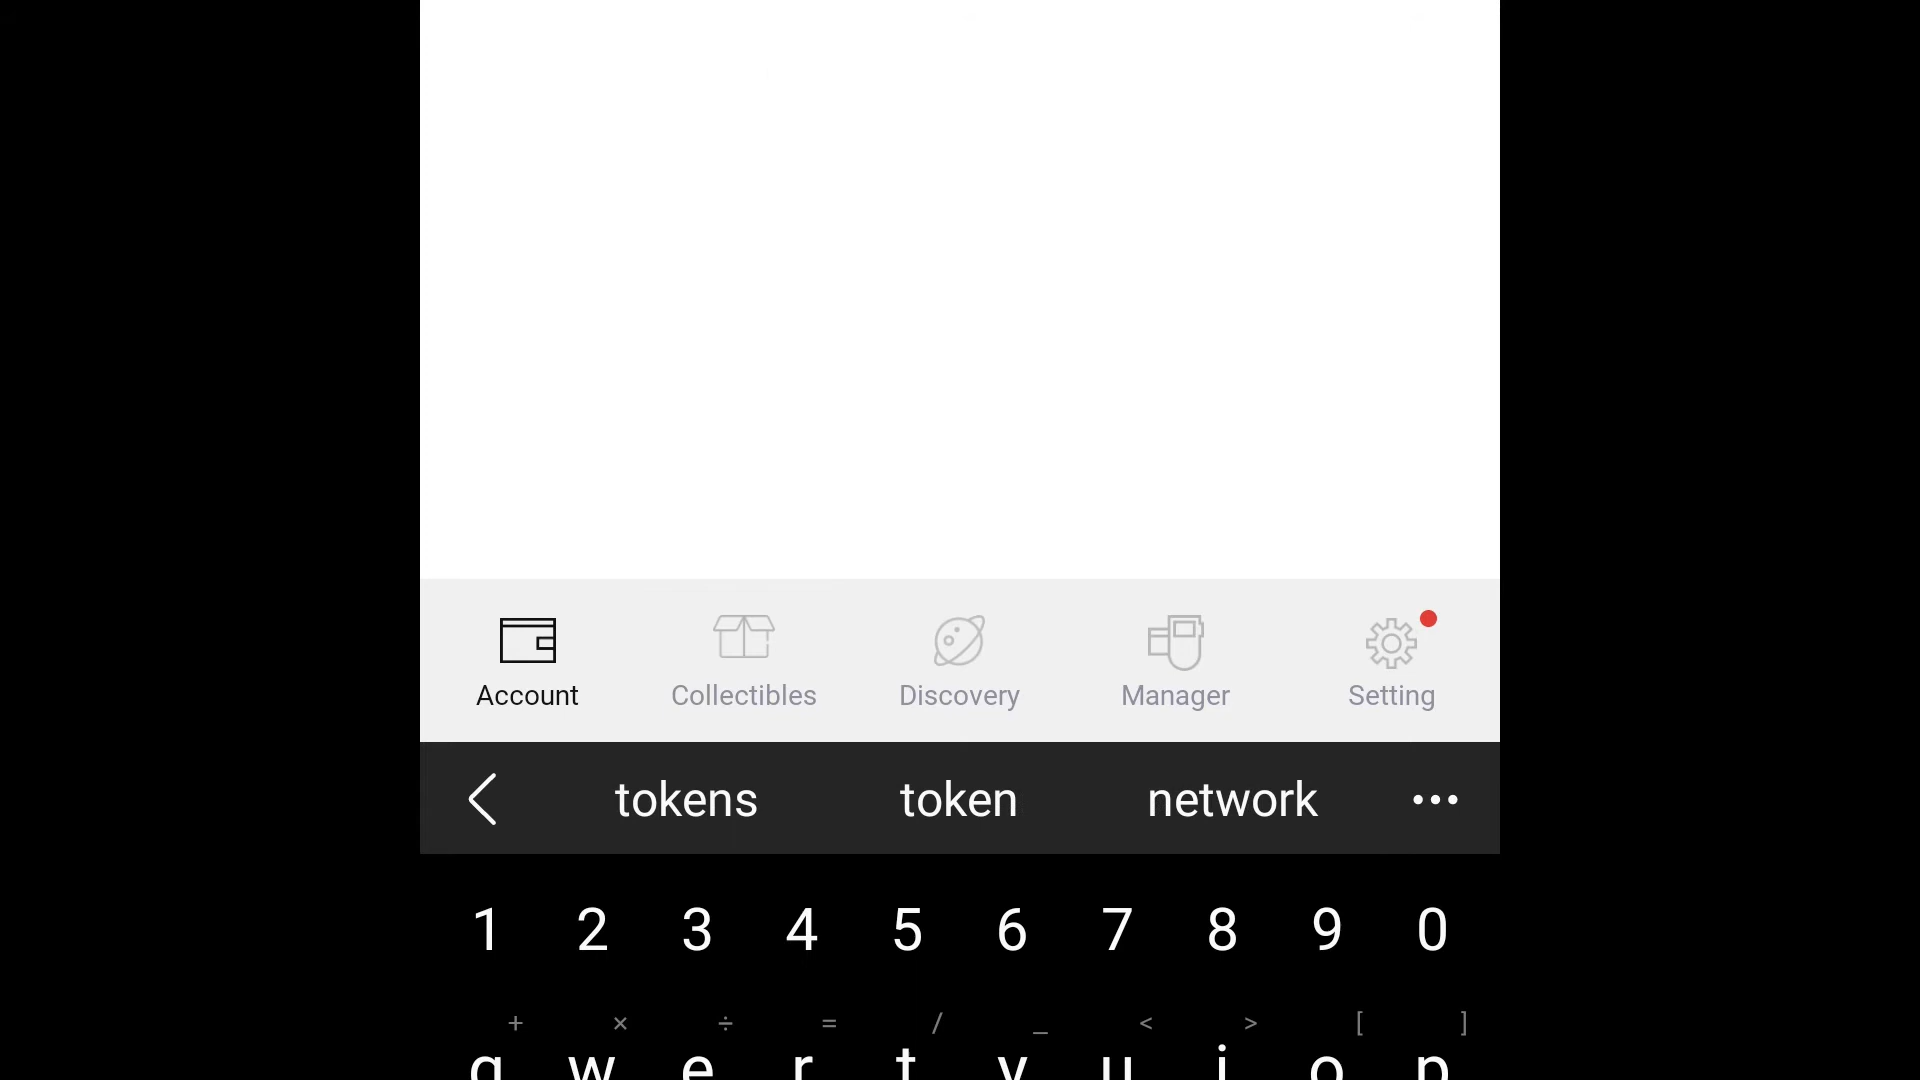 Account Collectibles Discovery Manager Setting
tokens token network
1 2 3 4 5 6 7 8 9 0
+ × ÷ = / _ < > [ ]
q w e r t y u i o p